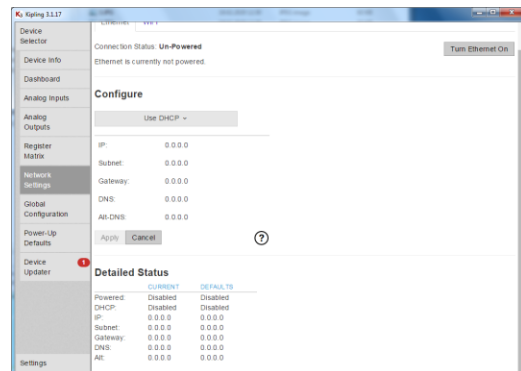 Kipling 3.1.17
Device
Selector
Device Info
Dashboard
Analog Inputs
Analog
Outputs
Register
Matrix
Network
Settings
Global
Configuration
Power-Up
Defaults
Device
Updater
1
Settings
Ethernet WiFi
Connection Status: Un-Powered
Turn Ethernet On
Ethernet is currently not powered.
Configure
Use DHCP
IP: 0.0.0.0
Subnet: 0.0.0.0
Gateway: 0.0.0.0
DNS: 0.0.0.0
Alt-DNS: 0.0.0.0
Apply Cancel ?
Detailed Status
CURRENT DEFAULTS
Powered: Disabled Disabled
DHCP: Disabled Disabled
IP: 0.0.0.0 0.0.0.0
Subnet: 0.0.0.0 0.0.0.0
Gateway: 0.0.0.0 0.0.0.0
DNS: 0.0.0.0 0.0.0.0
Alt: 0.0.0.0 0.0.0.0